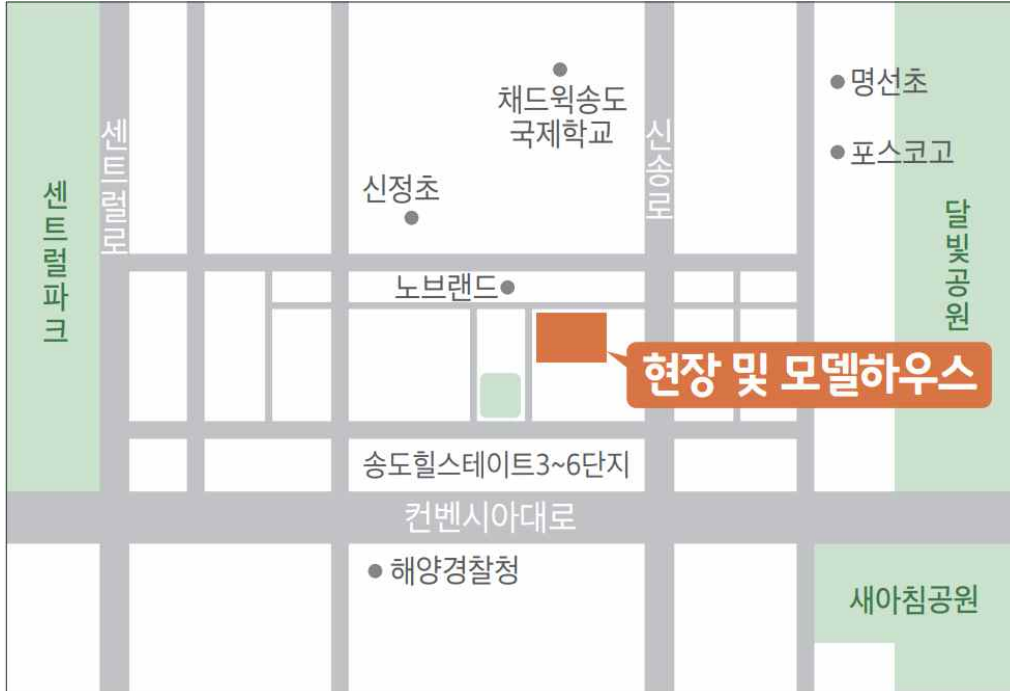 명선초
채드윅송도
국제학교
포스코고
센트럴로
신송로
신정초
센트럴파크
달빛공원
노브랜드
현장 및 모델하우스
송도힐스테이트3~6단지
컨벤시아대로
해양경찰청
새아침공원